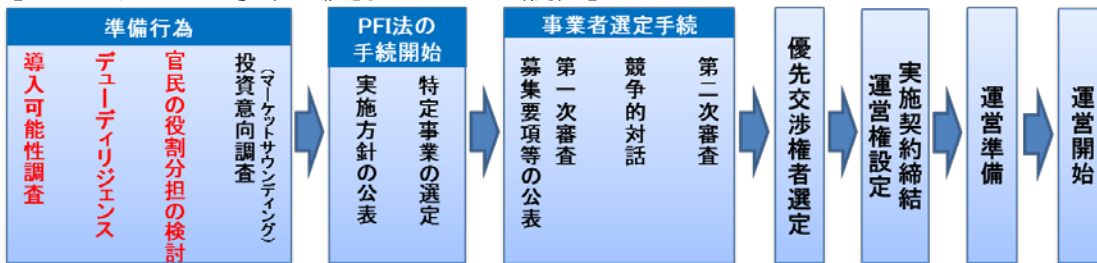 準備行為
導入可能性調査
デューディリジェンス
官民の役割分担の検討
投資意向調査
(マーケットサウンディング)
PFI法の
手続開始
実施方針の公表
特定事業の選定
事業者選定手続
募集要項等の公表
第一次審査
競争的対話
第二次審査
優先交渉権者選定
運営権設定
実施契約締結
運営準備
運営開始